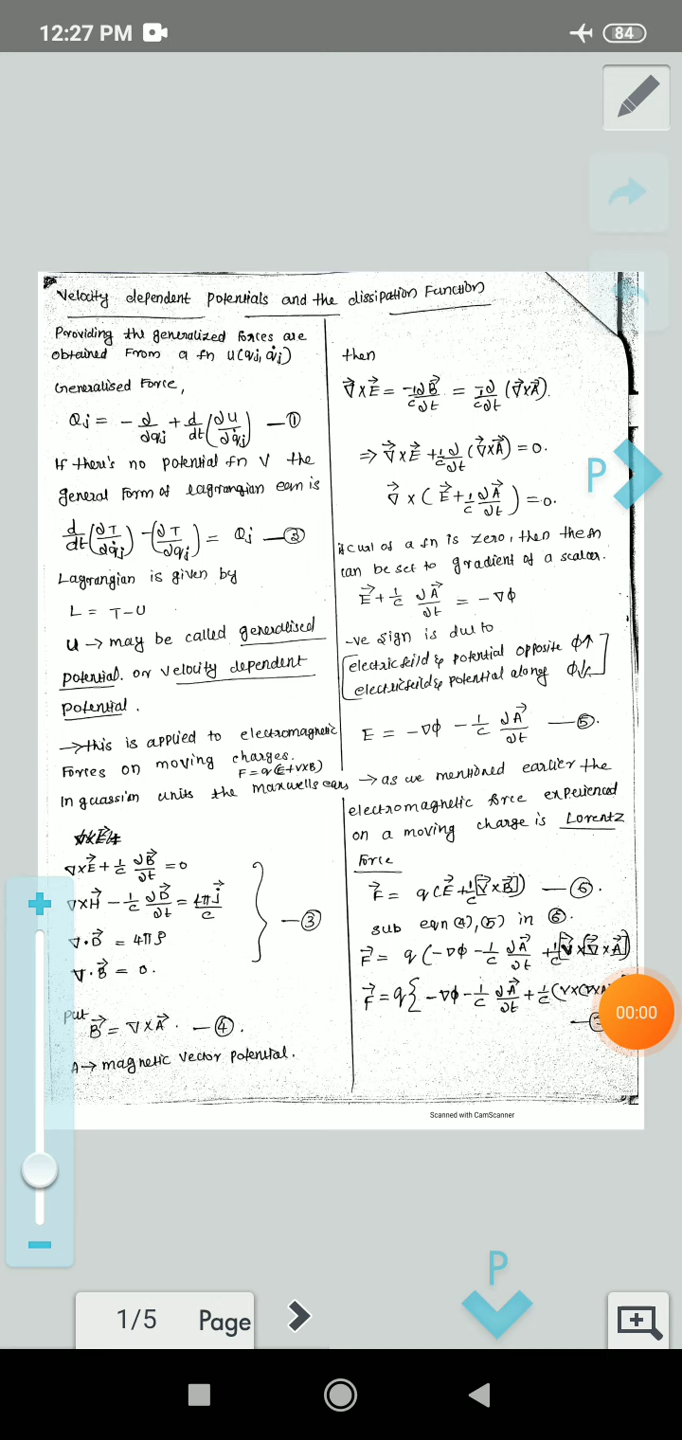 12:27 PM
84
Velocity dependent potentials and the dissipation Function
Providing the generalized forces are
obtained From a fn U(qj, q̇j)
Generalised Force,
Qj = -∂/∂qj + d/dt(∂U/∂q̇j) —①
If there's no potential fn V the
general form of Lagrangian eqn is
d/dt(∂T/∂q̇j) - (∂T/∂qj) = Qj —②
Lagrangian is given by
L = T-U
U → may be called generalised
potential. or velocity dependent
potential.
→ this is applied to electromagnetic
Forces on moving charges.
F = q(E+V×B)
In guassian units the maxwells eqns
∇×E⃗ + 1/c ∂B⃗/∂t = 0
∇×H⃗ - 1/c ∂D⃗/∂t = 4πj⃗/c
—③
∇·D⃗ = 4πρ
∇·B⃗ = 0.
put
B⃗ = ∇×A⃗. —④.
A → magnetic vector potential.
then
∇⃗×E⃗ = -1/c ∂B⃗/∂t = -1/c ∂/∂t (∇⃗×A⃗).
⇒ ∇⃗×E⃗ + 1/c ∂/∂t (∇⃗×A⃗) = 0.
∇⃗ × (E⃗ + 1/c ∂A⃗/∂t) = 0.
curl of a fn is zero, then the fn
can be set to gradient of a scalar.
E⃗ + 1/c ∂A⃗/∂t = -∇ϕ
-ve sign is due to
electric feild & potential opposite ϕ↑
electric feild & potential along ϕ↓
E = -∇ϕ - 1/c ∂A⃗/∂t —⑤.
→ as we mentioned earlier the
electromagnetic force experienced
on a moving charge is Lorentz
Force
F⃗ = q(E⃗ + 1/c[V⃗×B⃗]) —⑥.
sub eqn ④, ⑤ in ⑥.
F⃗ = q(-∇ϕ - 1/c ∂A⃗/∂t + 1/c[V⃗×[∇⃗×A⃗]
F⃗ = q{-∇ϕ - 1/c ∂A⃗/∂t + 1/c(V×(∇×A
00:00
Scanned with CamScanner
P
P
1/5 Page